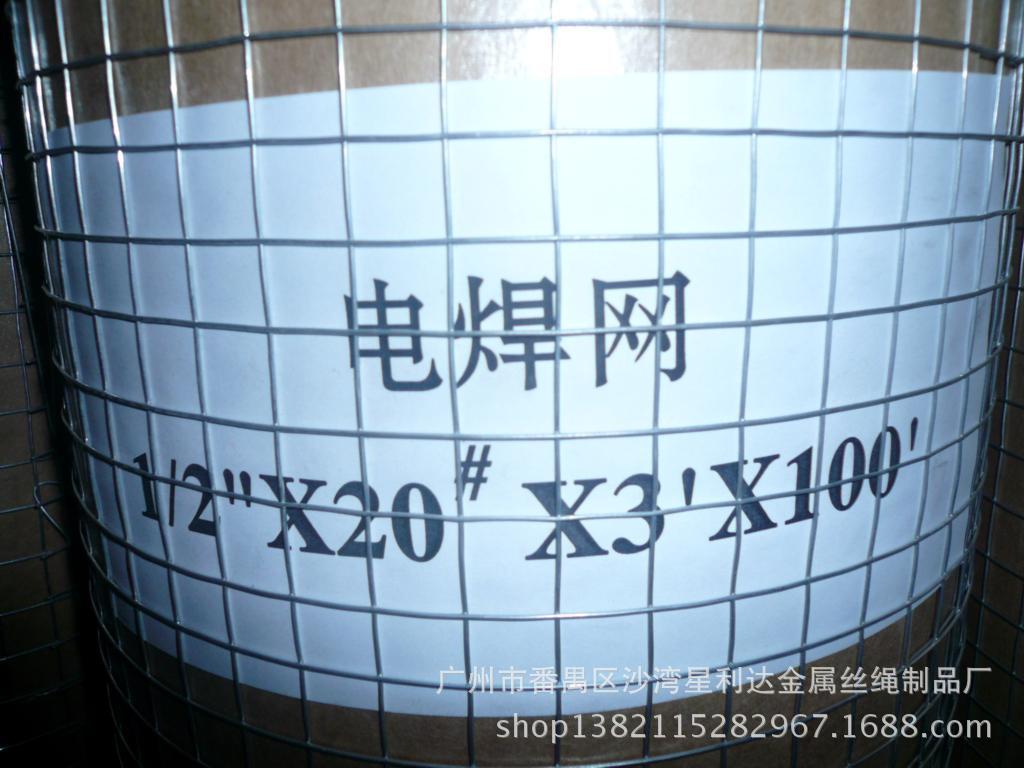 电焊网
1/2"X20# X3'X100'
广州市番禺区沙湾星利达金属丝绳制品厂
shop1382115282967.1688.com